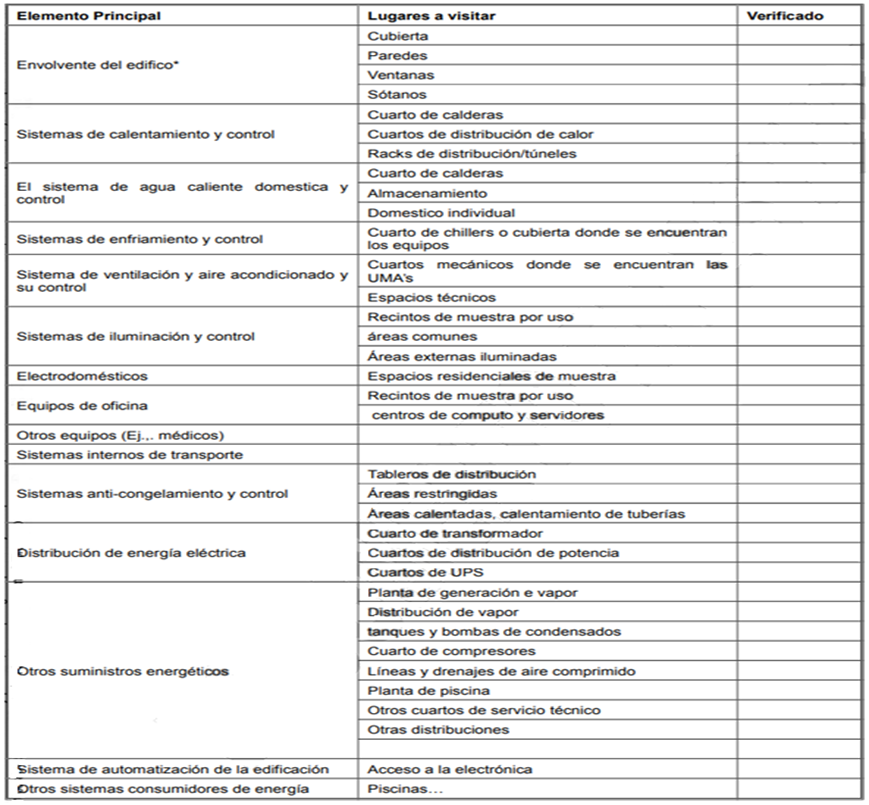 Elemento Principal Lugares a visitar Verificado
Envolvente del edifico*
Cubierta
Paredes
Ventanas
Sótanos
Sistemas de calentamiento y control
Cuarto de calderas
Cuartos de distribución de calor
Racks de distribución/túneles
El sistema de agua caliente domestica y
control
Cuarto de calderas
Almacenamiento
Domestico individual
Sistemas de enfriamiento y control
Cuarto de chillers o cubierta donde se encuentran
los equipos
Sistema de ventilación y aire acondicionado y
su control
Cuartos mecánicos donde se encuentran las
UMA's
Espacios técnicos
Sistemas de iluminación y control
Recintos de muestra por uso
áreas comunes
Áreas externas iluminadas
Electrodomésticos Espacios residenciales de muestra
Equipos de oficina
Recintos de muestra por uso
centros de computo y servidores
Otros equipos (Ej.,. médicos)
Sistemas internos de transporte
Sistemas anti-congelamiento y control
Tableros de distribución
Áreas restringidas
Àreas calentadas, calentamiento de tuberías
Distribución de energía eléctrica
Cuarto de transformador
Cuartos de distribución de potencia
Cuartos de UPS
Otros suministros energéticos
Planta de generación e vapor
Distribución de vapor
tanques y bombas de condensados
Cuarto de compresores
Líneas y drenajes de aire comprimido
Planta de piscina
Otros cuartos de servicio técnico
Otras distribuciones
Sistema de automatización de la edificación Acceso a la electrónica
Otros sistemas consumidores de energía Piscinas...